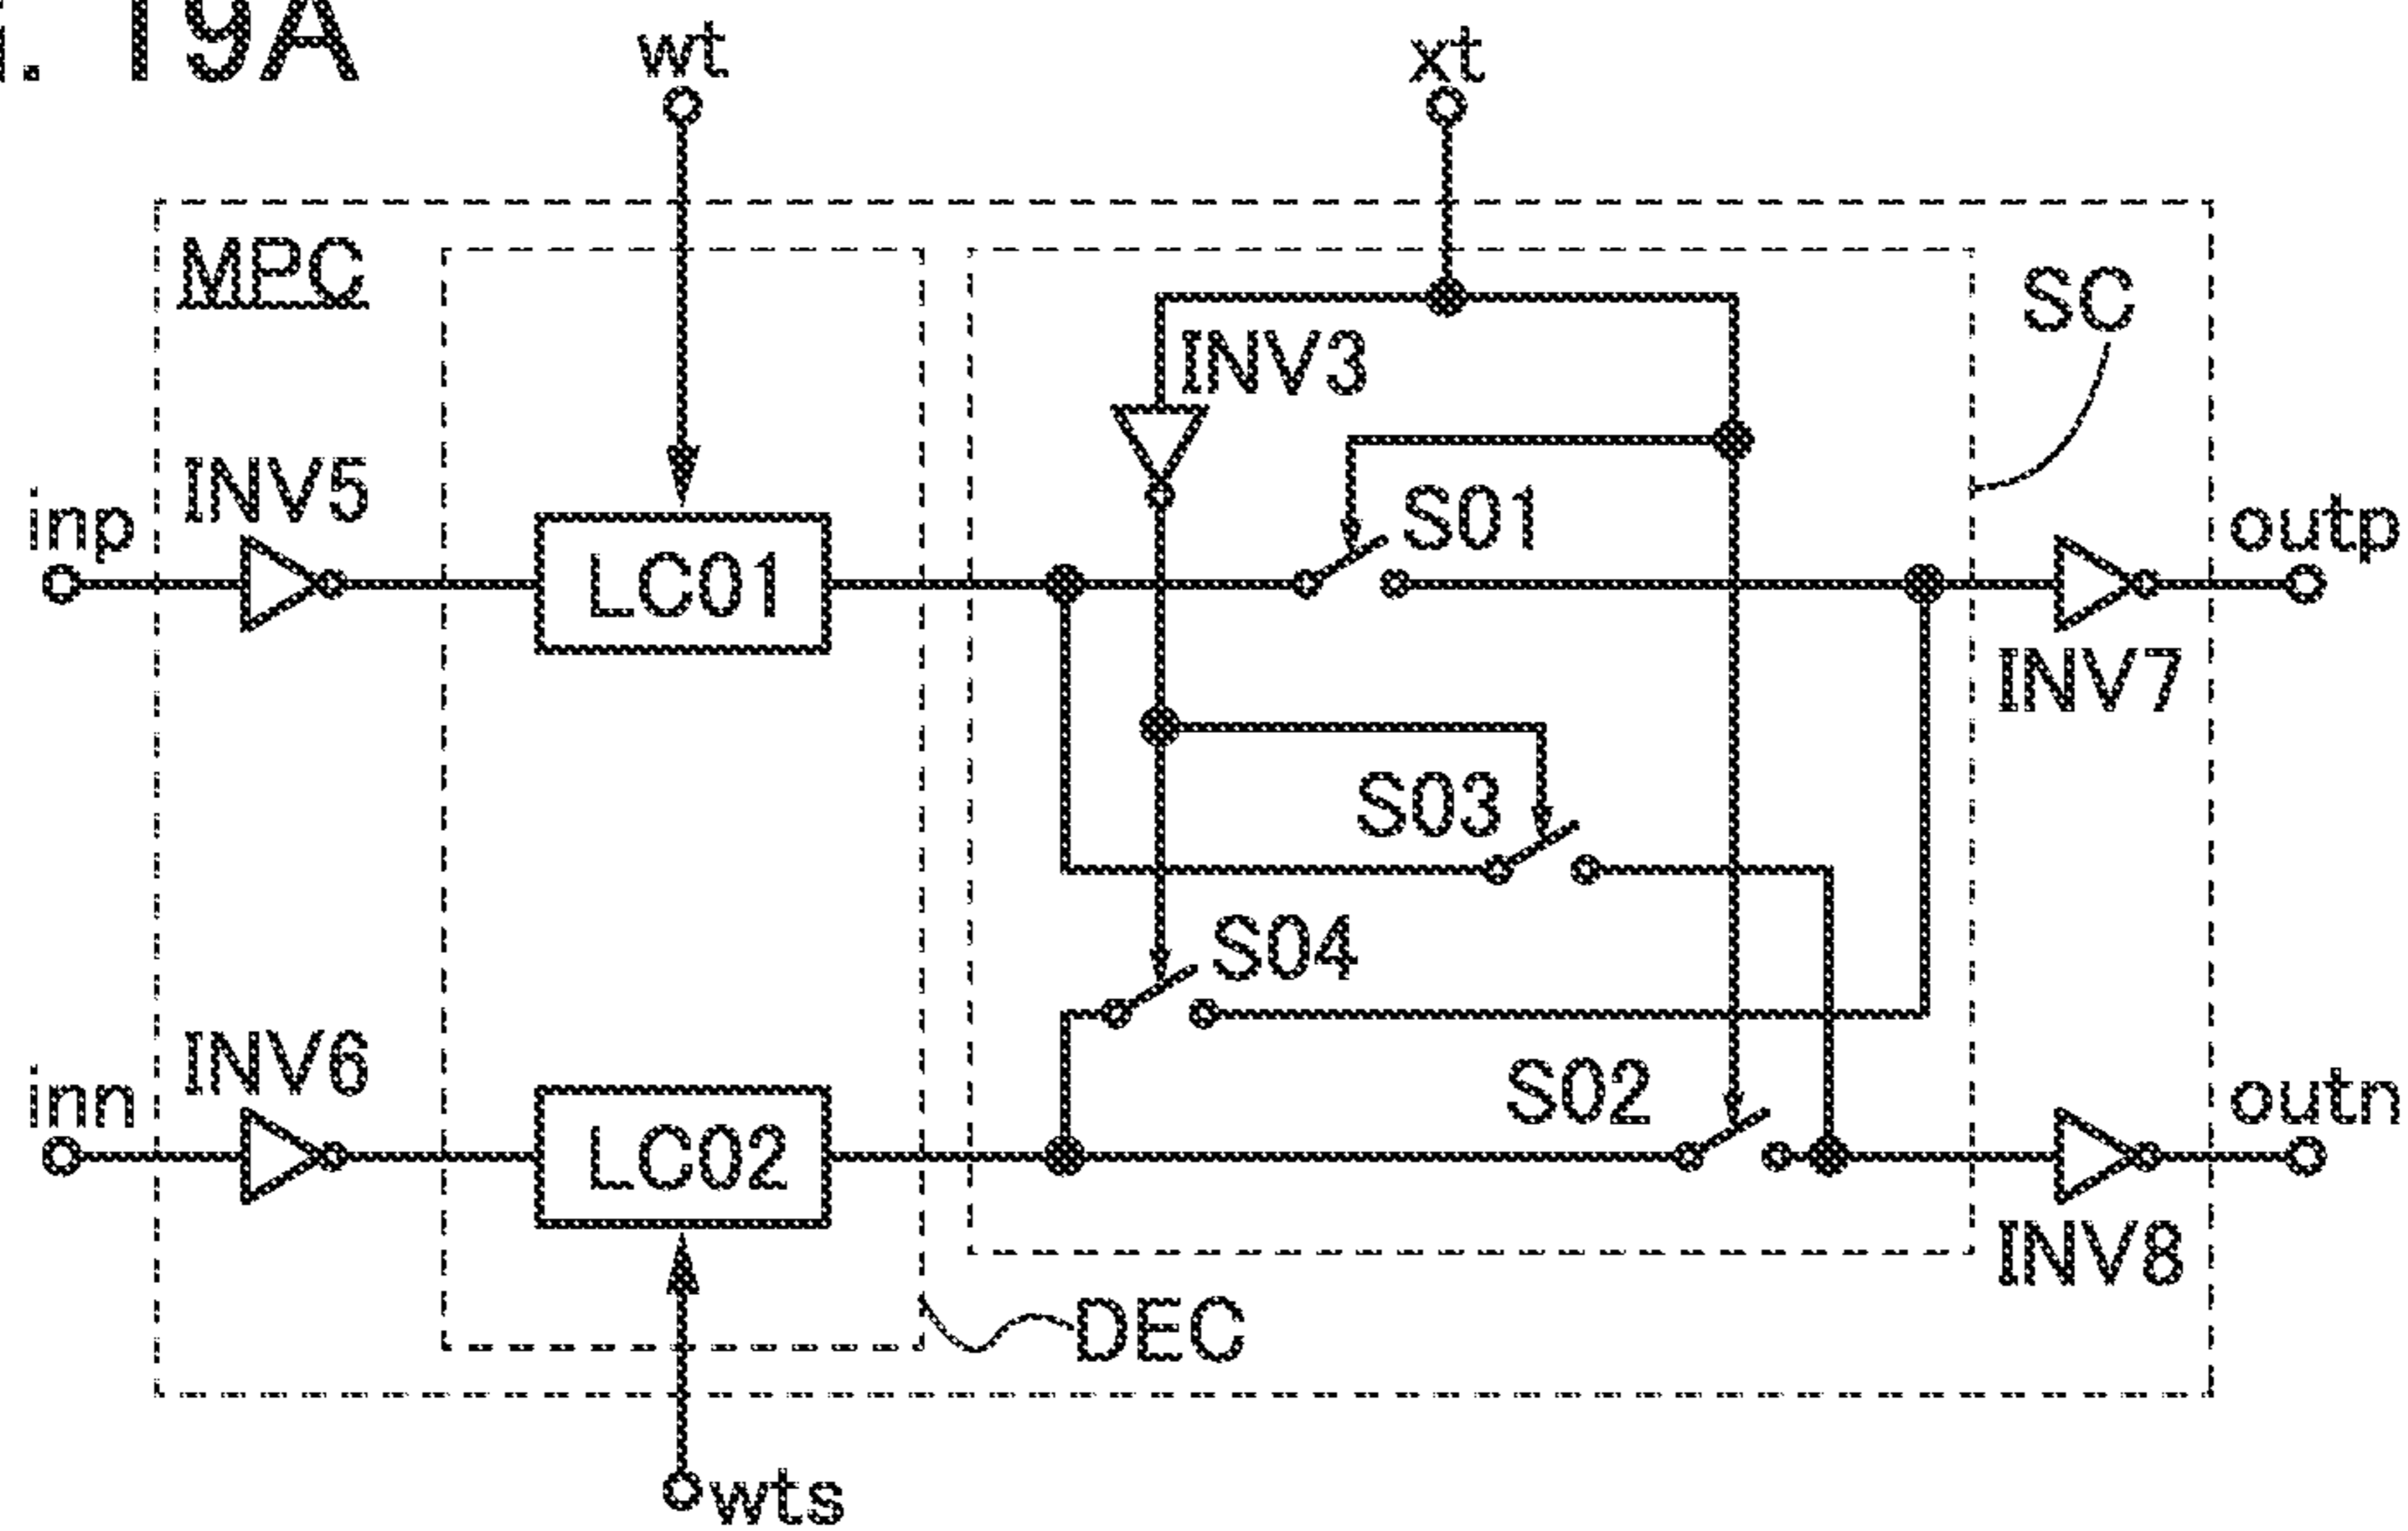 . 19A
wt
xt
MPC
SC
INV3
INV5
inp
LC01
S01
outp
INV7
S03
S04
INV6
inn
LC02
S02
outn
INV8
DEC
wts